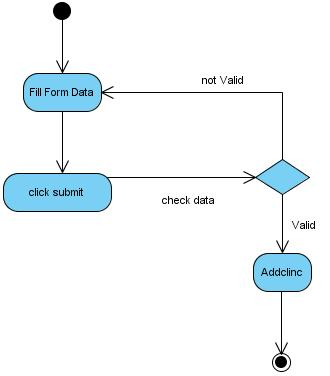 not Valid
Fill Form Data
click submit
check data
Valid
Addclinc